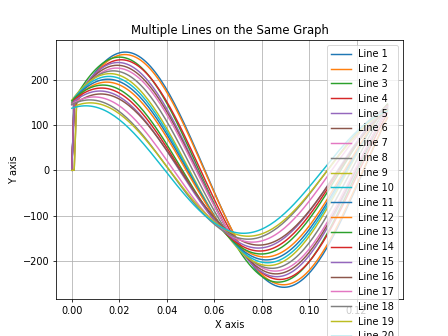 Multiple Lines on the Same Graph
Y axis
200
100
0
−100
−200
0.00
0.02
0.04
0.06
0.08
0.10
X axis
Line 1
Line 2
Line 3
Line 4
Line 5
Line 6
Line 7
Line 8
Line 9
Line 10
Line 11
Line 12
Line 13
Line 14
Line 15
Line 16
Line 17
Line 18
Line 19
Line 20